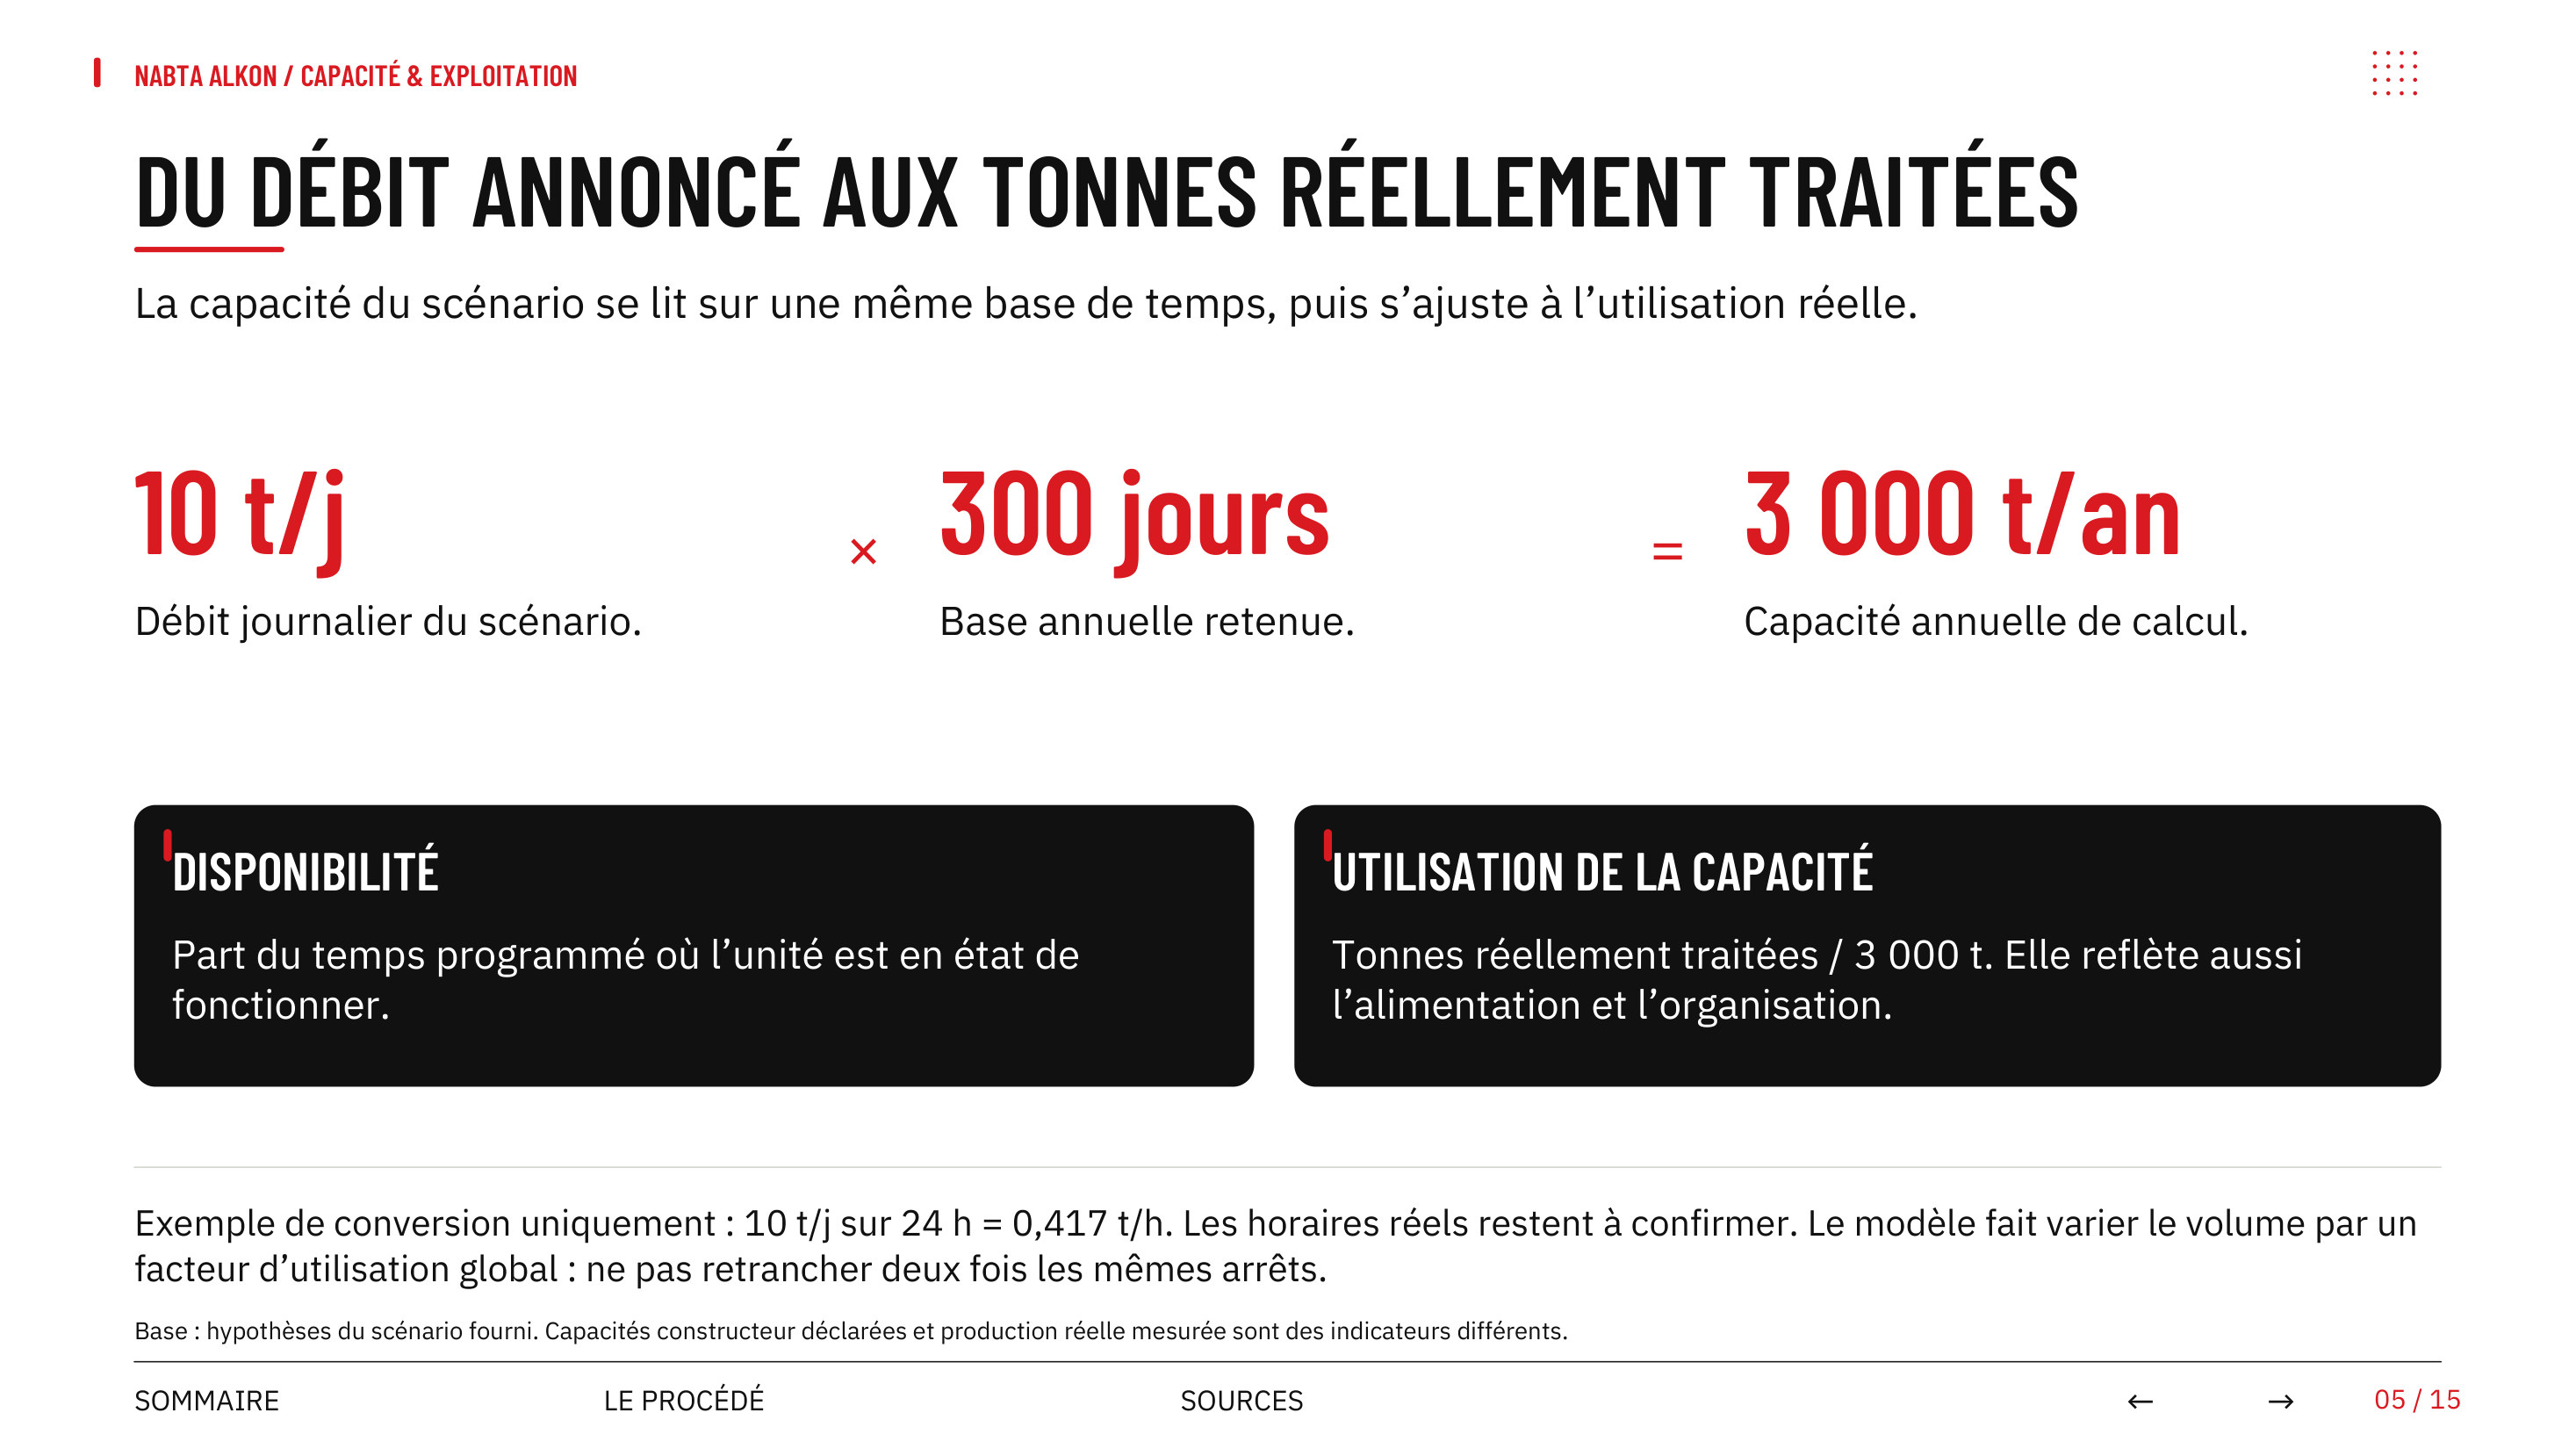 NABTA ALKON / CAPACITÉ & EXPLOITATION
DU DÉBIT ANNONCÉ AUX TONNES RÉELLEMENT TRAITÉES
La capacité du scénario se lit sur une même base de temps, puis s’ajuste à l’utilisation réelle.
10 t/j × 300 jours = 3 000 t/an
Débit journalier du scénario. Base annuelle retenue. Capacité annuelle de calcul.
DISPONIBILITÉ
Part du temps programmé où l’unité est en état de
fonctionner.
UTILISATION DE LA CAPACITÉ
Tonnes réellement traitées / 3 000 t. Elle reflète aussi
l’alimentation et l’organisation.
Exemple de conversion uniquement : 10 t/j sur 24 h = 0,417 t/h. Les horaires réels restent à confirmer. Le modèle fait varier le volume par un
facteur d’utilisation global : ne pas retrancher deux fois les mêmes arrêts.
Base : hypothèses du scénario fourni. Capacités constructeur déclarées et production réelle mesurée sont des indicateurs différents.
SOMMAIRE LE PROCÉDÉ SOURCES ← → 05 / 15